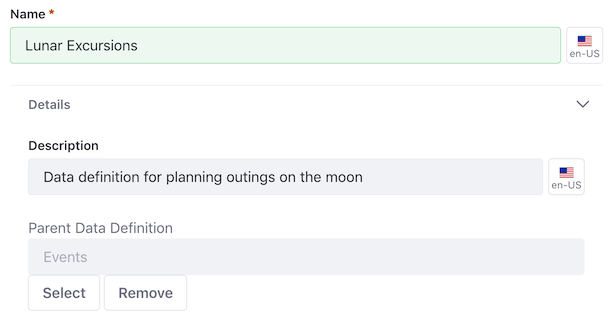 Name *
Lunar Excursions
en-US
Details
Description
Data definition for planning outings on the moon
en-US
Parent Data Definition
Events
Select Remove